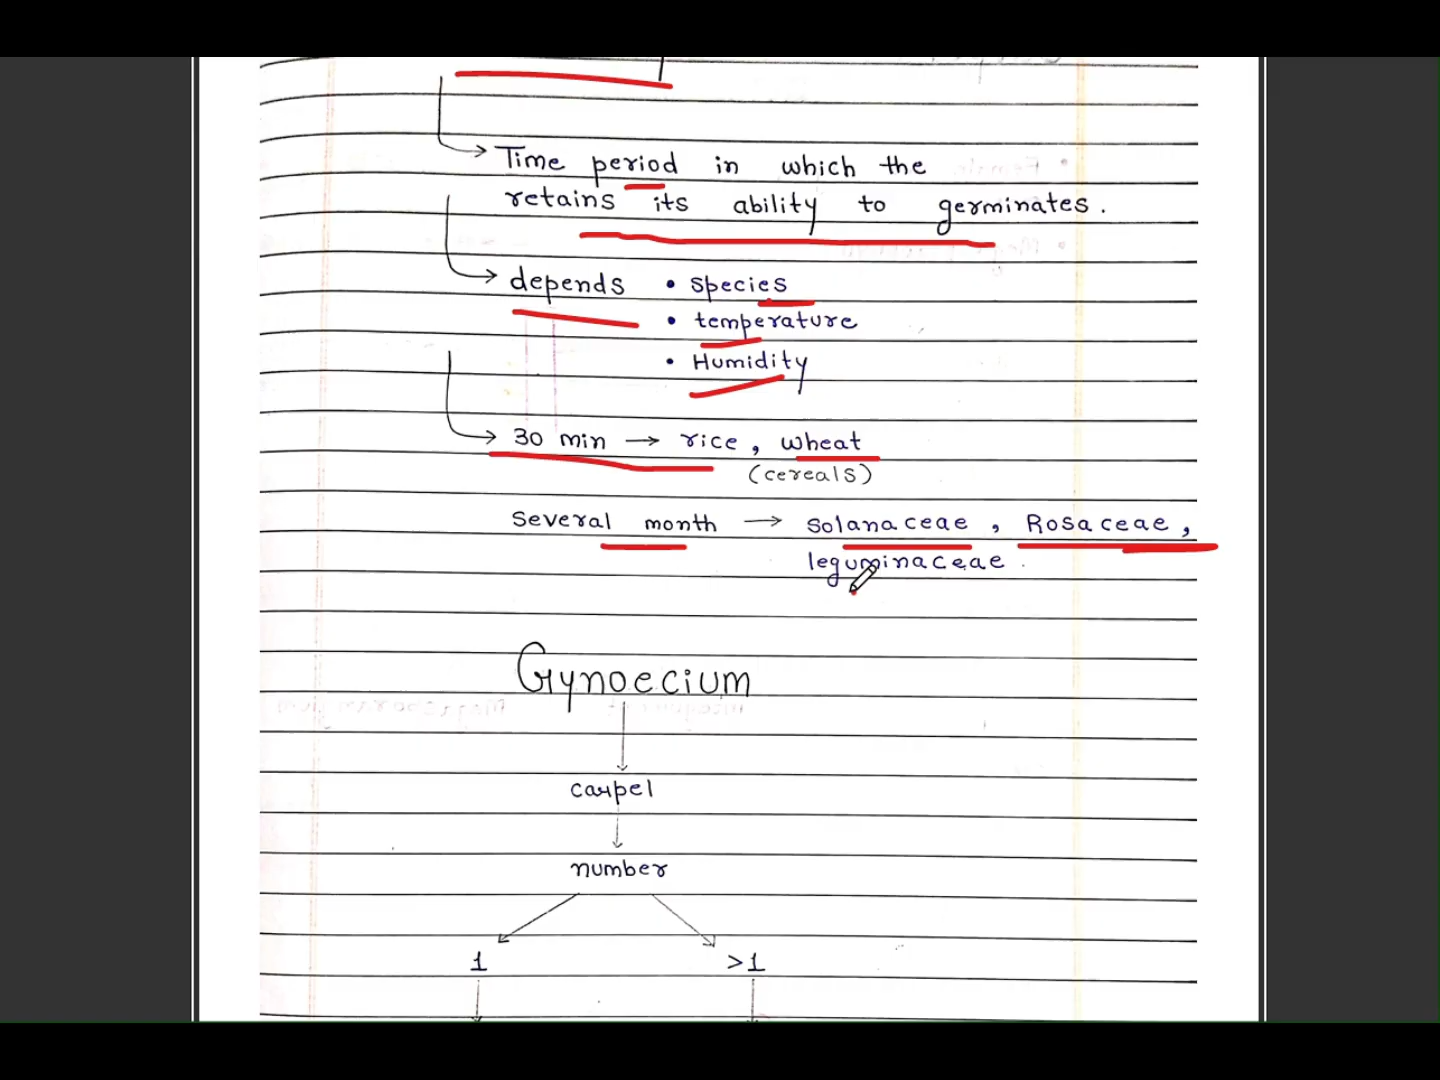 Time period in which the
retains its ability to germinates.
depends • species
• temperature
• Humidity
30 min → rice, wheat
(cereals)
Several month → solanaceae, Rosaceae,
leguminaceae.
Gynoecium
carpel
number
1 >1